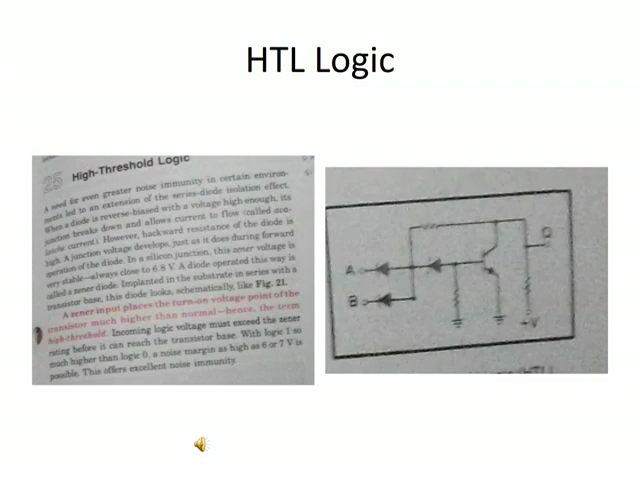 HTL Logic
25 High-Threshold Logic
A need for even greater noise immunity in certain environ-
ments led to an extension of the series-diode isolation effect.
When a diode is reverse-biased with a voltage high enough, its
junction breaks down and allows current to flow (called ava-
lanche current). However, backward resistance of the diode is
high. A junction voltage develops, just as it does during forward
operation of the diode. In a silicon junction, this zener voltage is
very stable—always close to 6.8 V. A diode operated this way is
called a zener diode. Implanted in the substrate in series with a
transistor base, this diode looks, schematically, like Fig. 21.
A zener input places the turn-on voltage point of the
transistor much higher than normal—hence, the term
high-threshold. Incoming logic voltage must exceed the zener
rating before it can reach the transistor base. With logic 1 so
much higher than logic 0, a noise margin as high as 6 or 7 V is
possible. This offers excellent noise immunity.
Q
A
B
+V